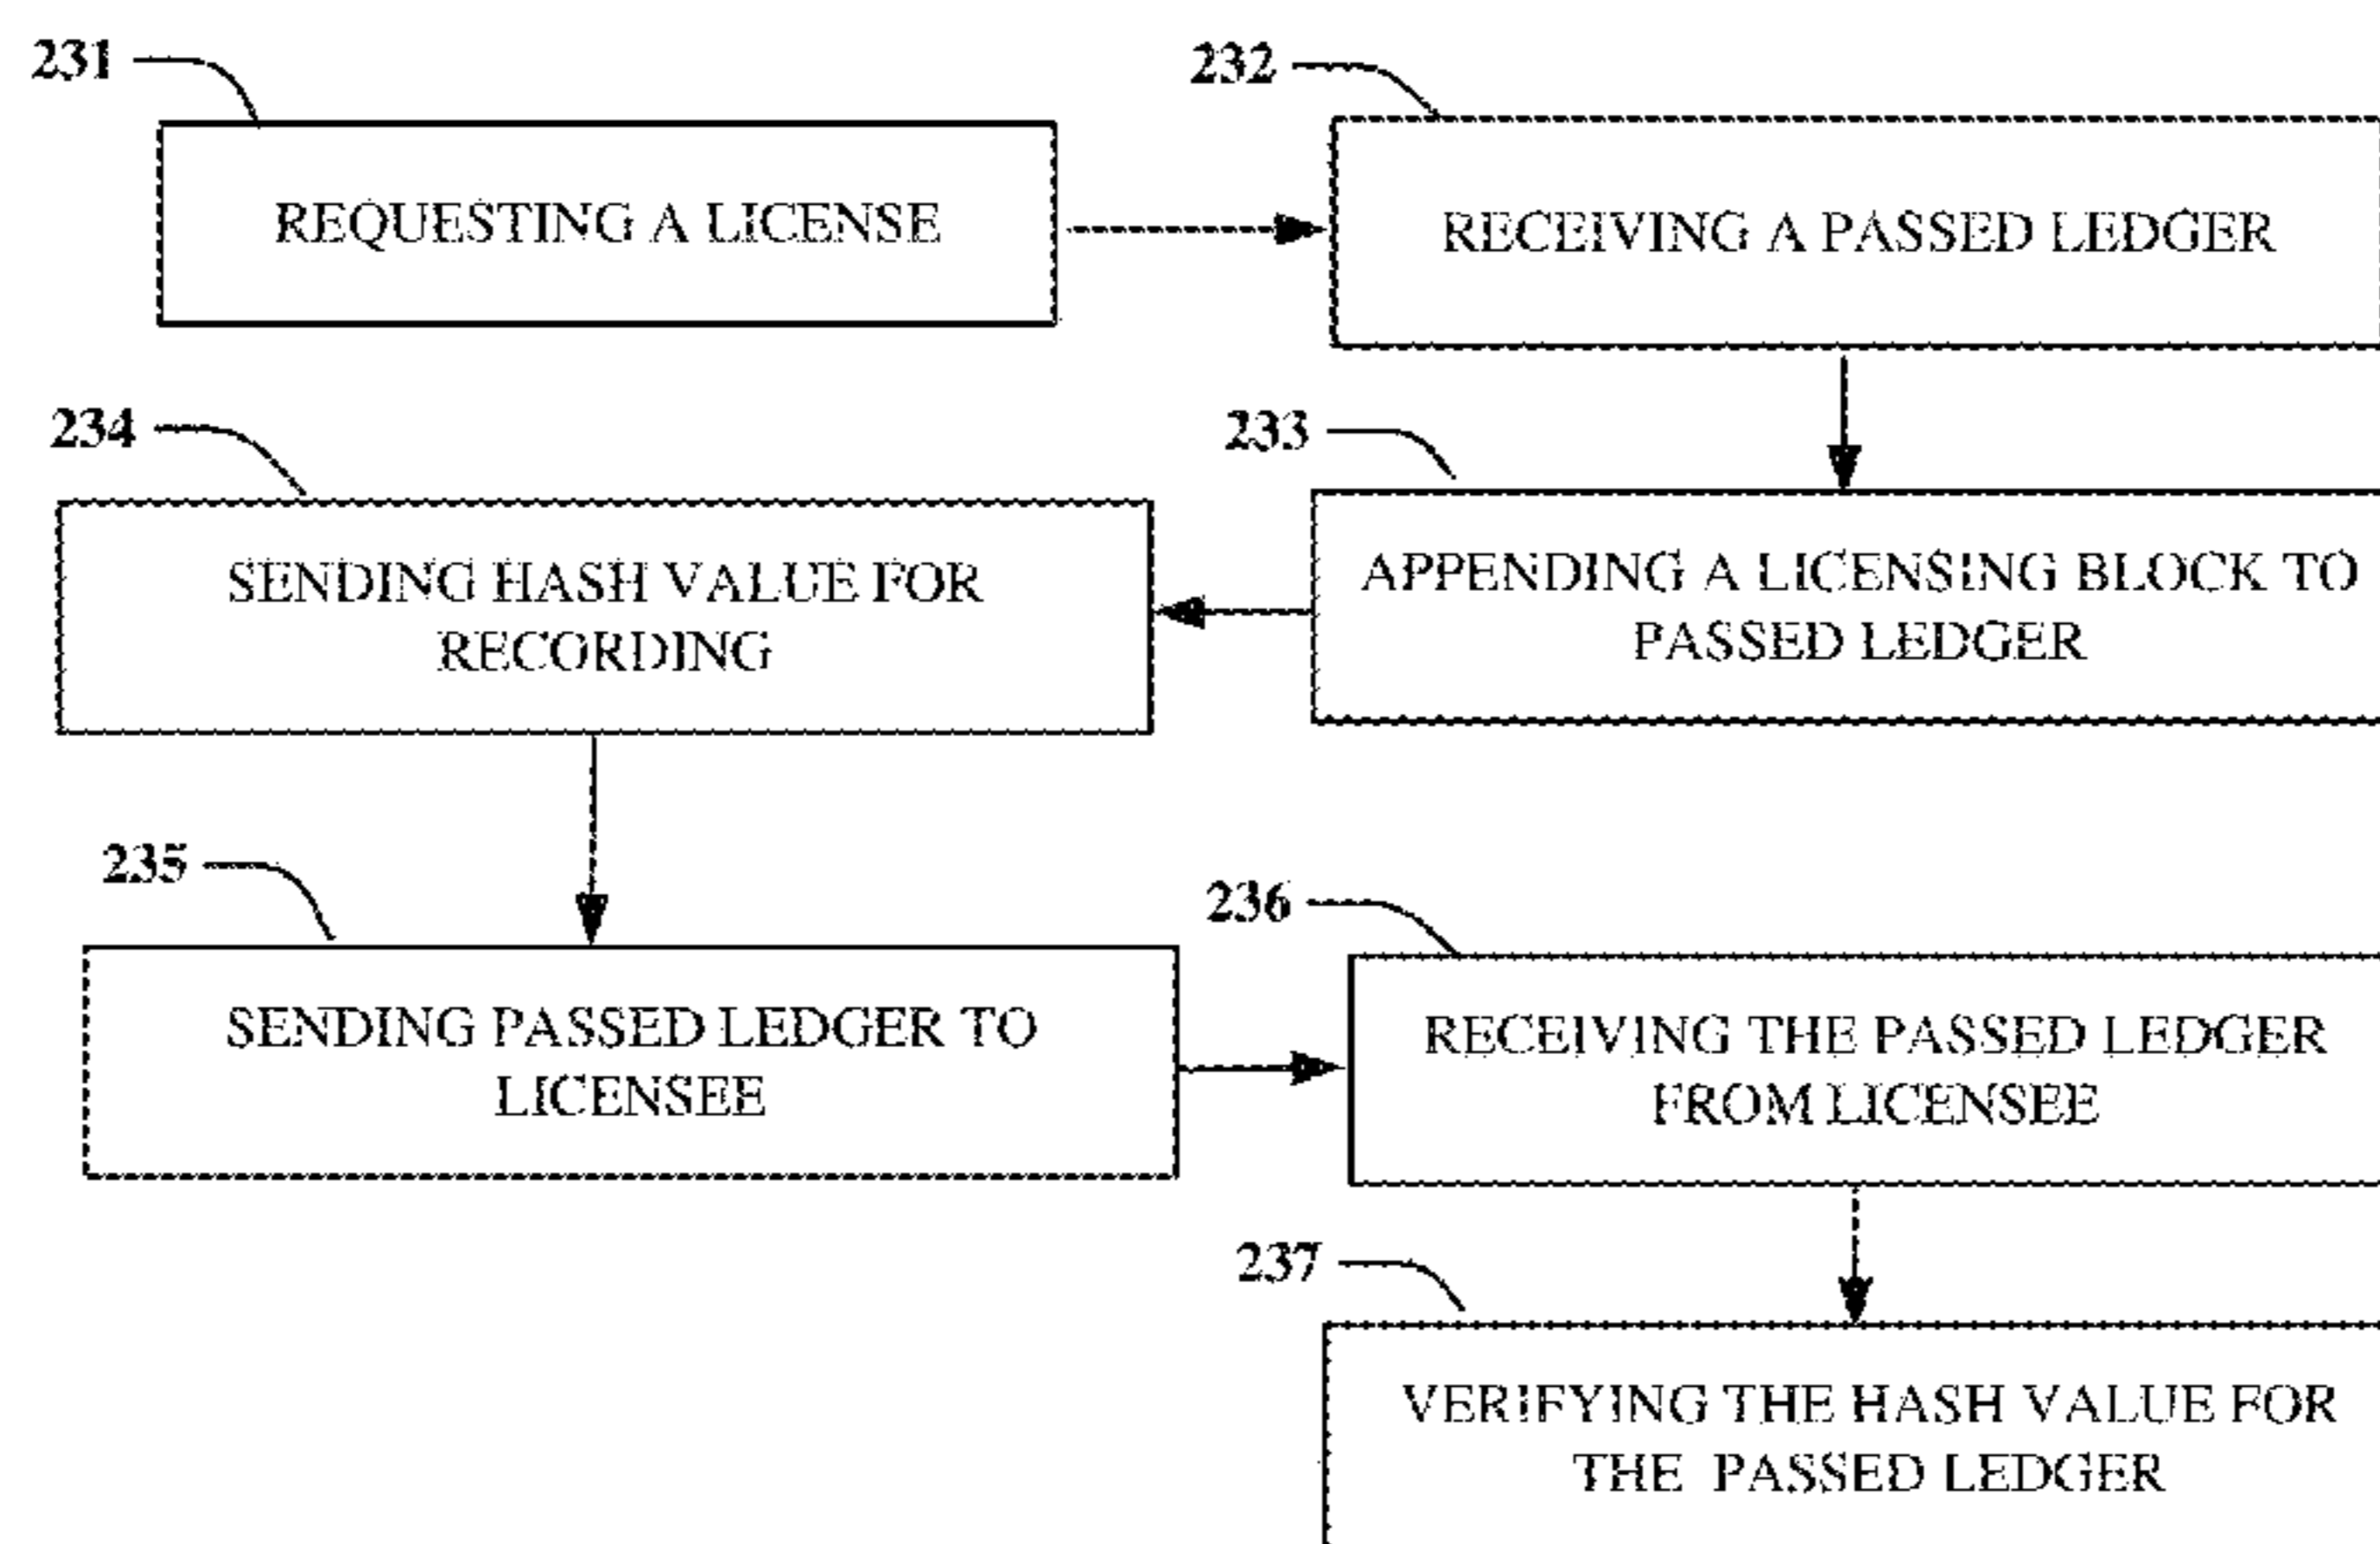 231
REQUESTING A LICENSE
232
RECEIVING A PASSED LEDGER
233
APPENDING A LICENSING BLOCK TO
PASSED LEDGER
234
SENDING HASH VALUE FOR
RECORDING
235
SENDING PASSED LEDGER TO
LICENSEE
236
RECEIVING THE PASSED LEDGER
FROM LICENSEE
237
VERIFYING THE HASH VALUE FOR
THE PASSED LEDGER